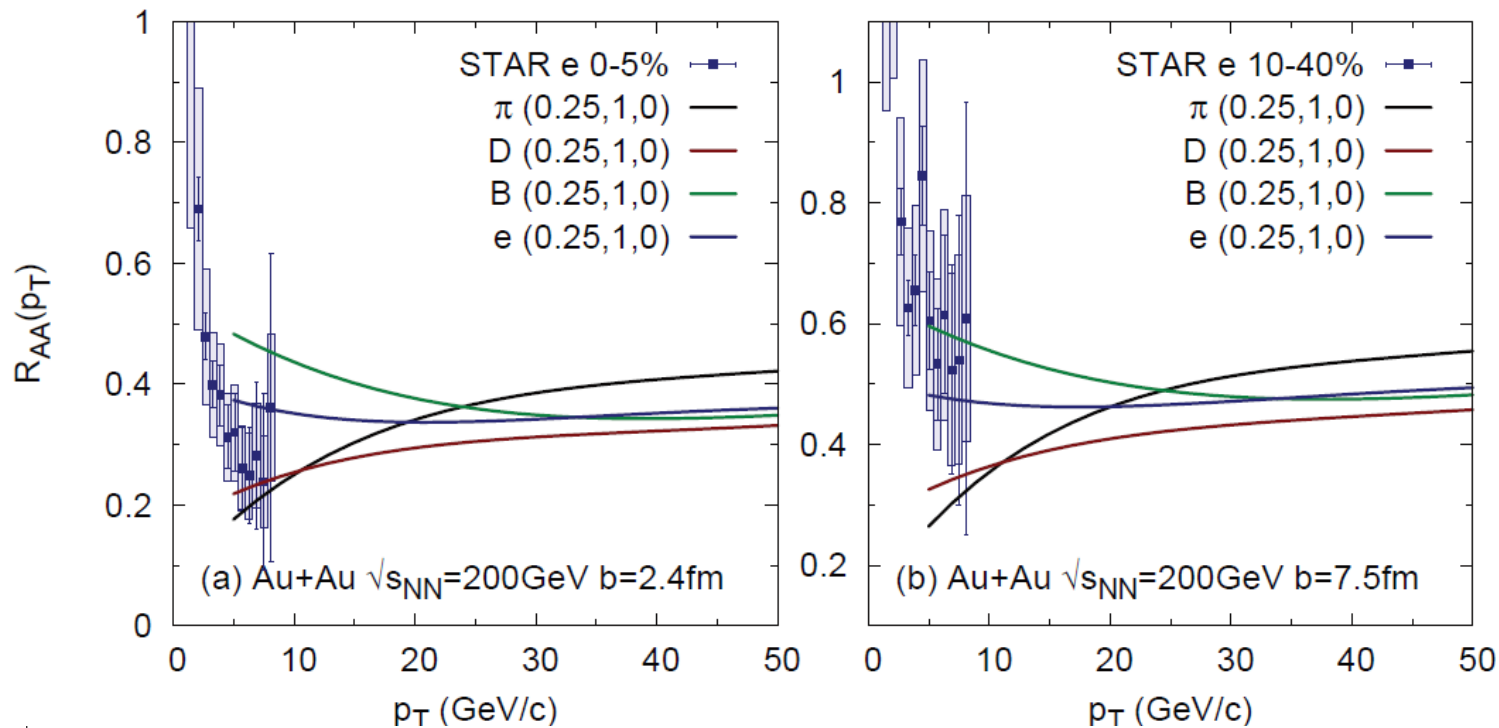 R_AA(p_T)
1
0.8
0.6
0.4
0.2
0
STAR e 0-5%
π (0.25,1,0)
D (0.25,1,0)
B (0.25,1,0)
e (0.25,1,0)
(a) Au+Au √s_NN=200GeV b=2.4fm
0 10 20 30 40 50
p_T (GeV/c)
1
0.8
0.6
0.4
0.2
STAR e 10-40%
π (0.25,1,0)
D (0.25,1,0)
B (0.25,1,0)
e (0.25,1,0)
(b) Au+Au √s_NN=200GeV b=7.5fm
0 10 20 30 40 50
p_T (GeV/c)